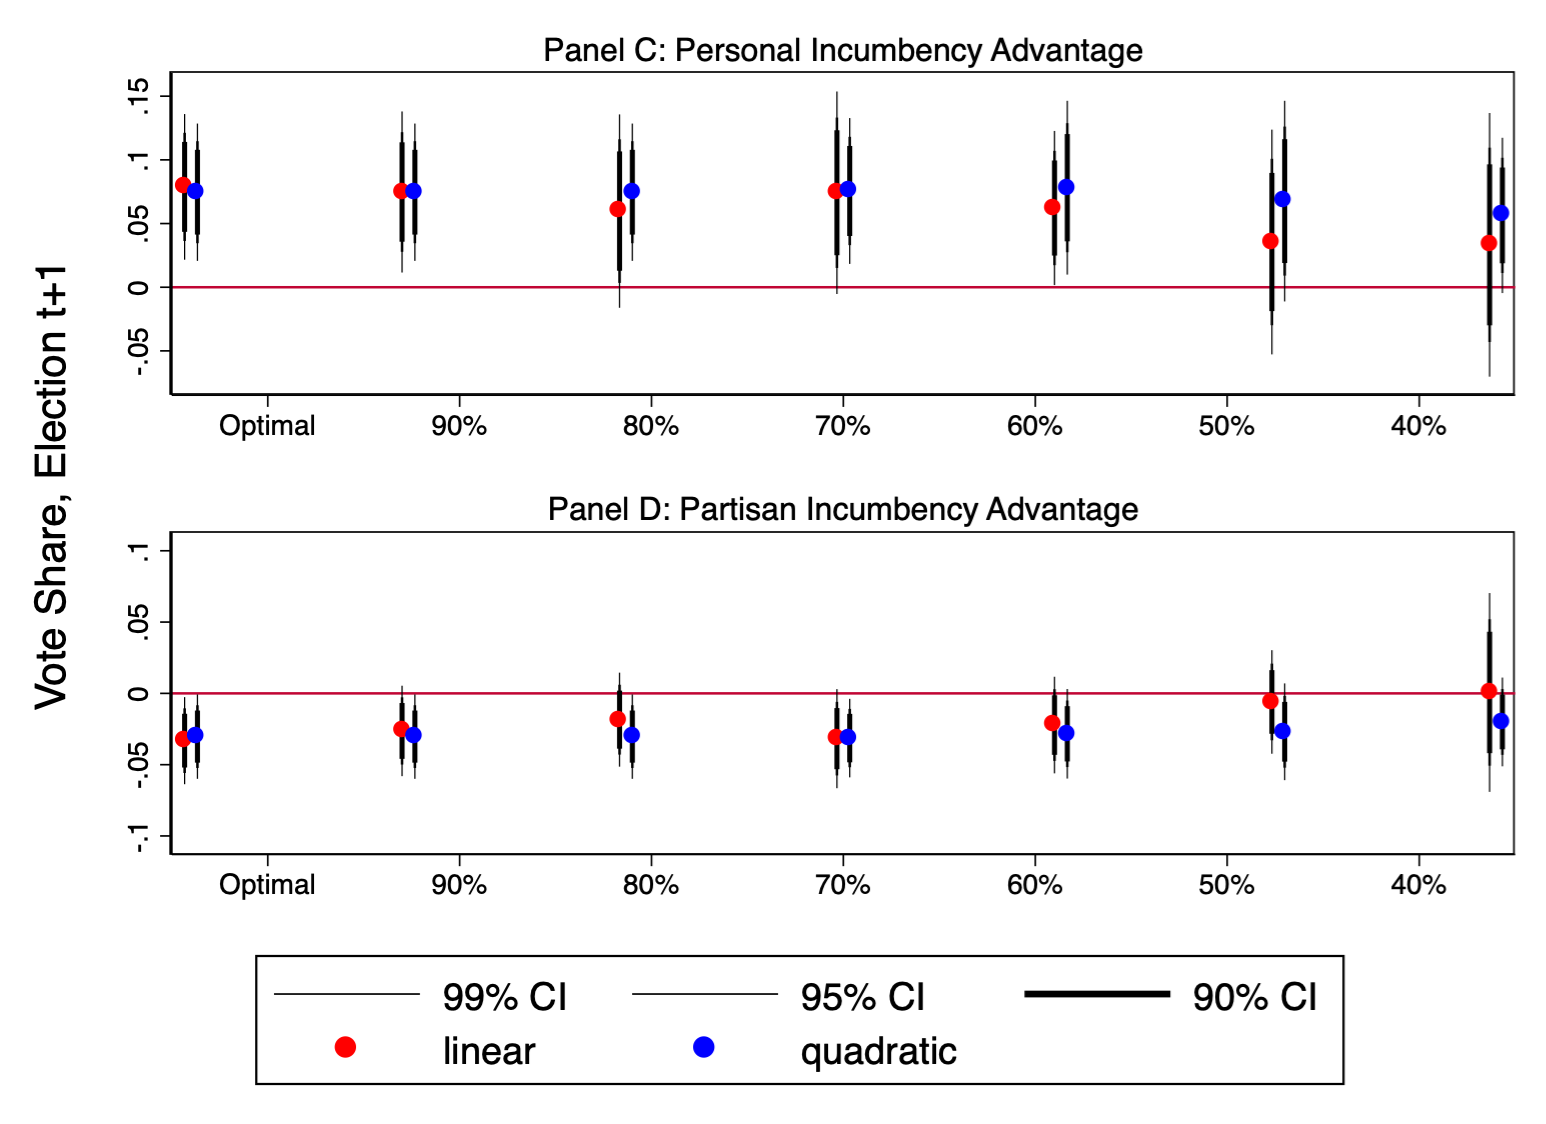 Panel C: Personal Incumbency Advantage
.15
.1
.05
0
-.05
Optimal 90% 80% 70% 60% 50% 40%
Vote Share, Election t+1
Panel D: Partisan Incumbency Advantage
.1
.05
0
-.05
-.1
Optimal 90% 80% 70% 60% 50% 40%
99% CI 95% CI 90% CI
linear quadratic